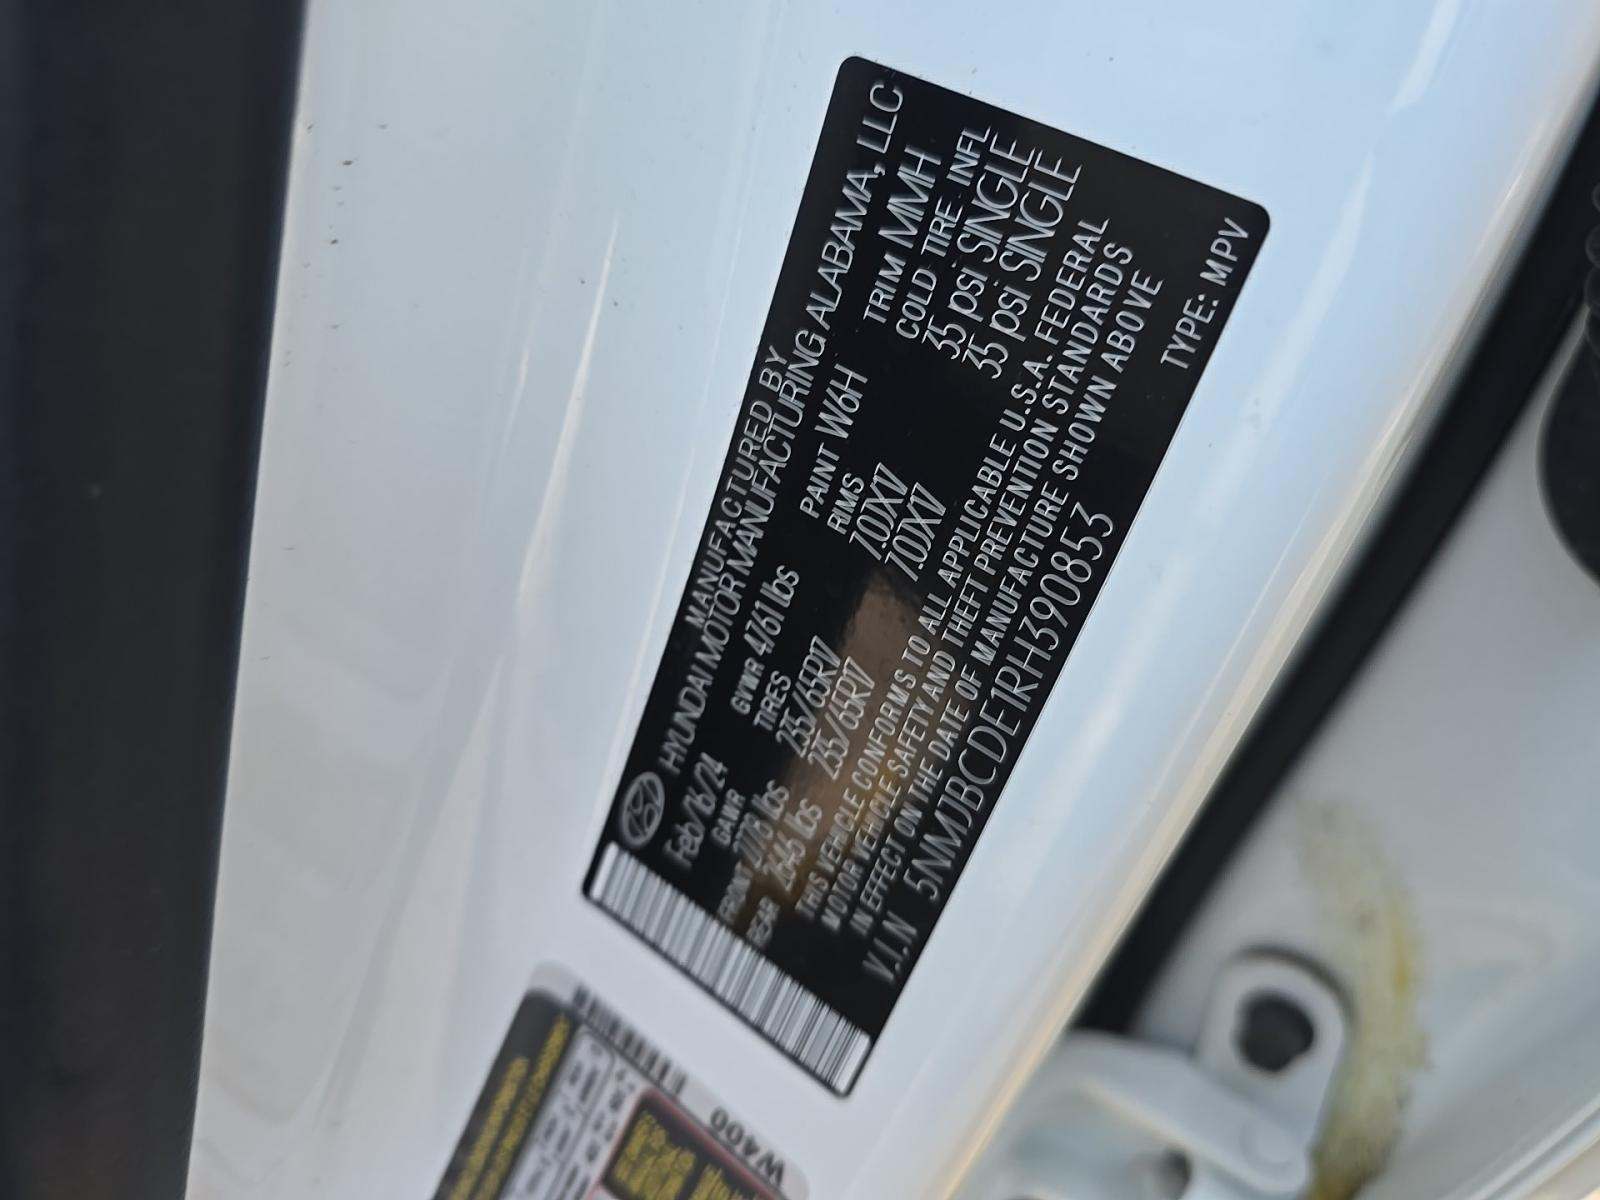 MANUFACTURED BY
HYUNDAI MOTOR MANUFACTURING ALABAMA, LLC
Feb/16/24 GVWR 4761 lbs PAINT W6H TRIM MMH
GAWR TIRES RIMS COLD TIRE INFL
FRONT 2778 lbs 235/65R17 7.0JX17 35 psi SINGLE
REAR 2645 lbs 235/65R17 7.0JX17 35 psi SINGLE
THIS VEHICLE CONFORMS TO ALL APPLICABLE U.S.A. FEDERAL
MOTOR VEHICLE SAFETY AND THEFT PREVENTION STANDARDS
IN EFFECT ON THE DATE OF MANUFACTURE SHOWN ABOVE
V.I.N 5NMJBCDE1RH390853 TYPE: MPV
W4400